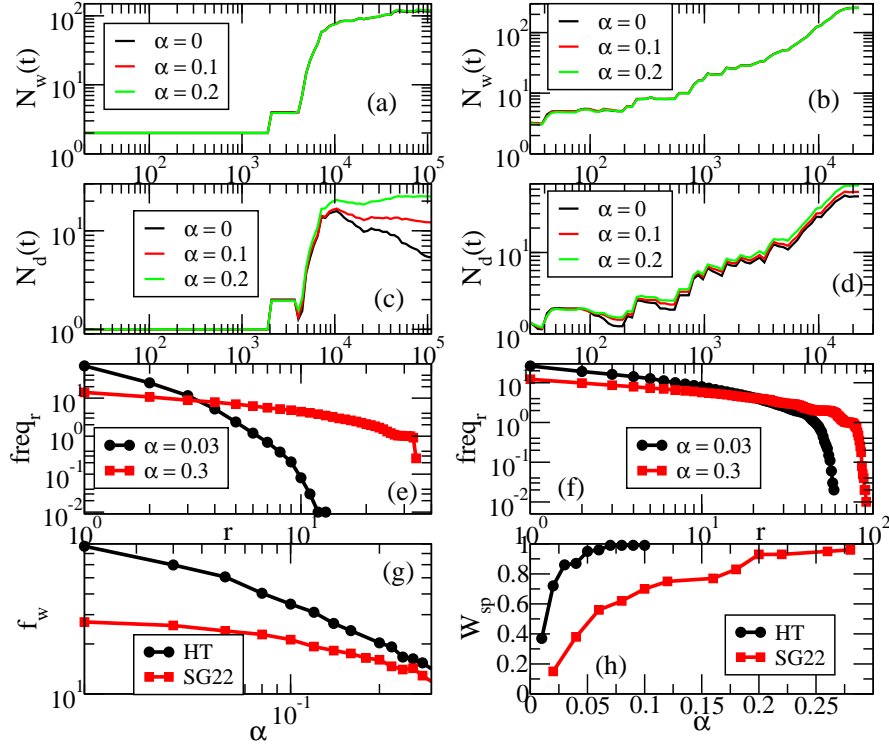 N_w(t)
10^2
10^1
10^0
α = 0
α = 0.1
α = 0.2
(a)
10^2 10^3 10^4 10^5
N_w(t)
10^2
10^1
10^0
α = 0
α = 0.1
α = 0.2
(b)
10^2 10^3 10^4
N_d(t)
10^1
10^0
α = 0
α = 0.1
α = 0.2
(c)
10^2 10^3 10^4 10^5
N_d(t)
10^1
10^0
α = 0
α = 0.1
α = 0.2
(d)
10^2 10^3 10^4
freq_r
10^1
10^0
10^-1
10^-2
α = 0.03
α = 0.3
(e)
10^0 r 10^1
freq_r
10^1
10^0
10^-1
10^-2
α = 0.03
α = 0.3
(f)
10^0 10^1 r 10^2
f_w
10^1
HT
SG22
(g)
α 10^-1
W_sp
1
0.8
0.6
0.4
0.2
0
HT
SG22
(h)
0 0.05 0.1 0.15 0.2 0.25
α